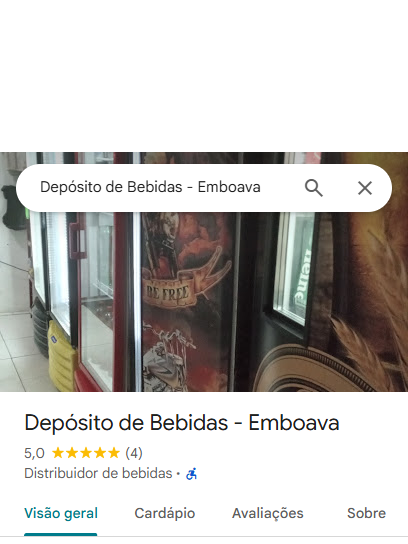 Depósito de Bebidas - Emboava
BE FREE
Heine
Depósito de Bebidas - Emboava
5,0 ★★★★★ (4)
Distribuidor de bebidas ·
Visão geral
Cardápio
Avaliações
Sobre